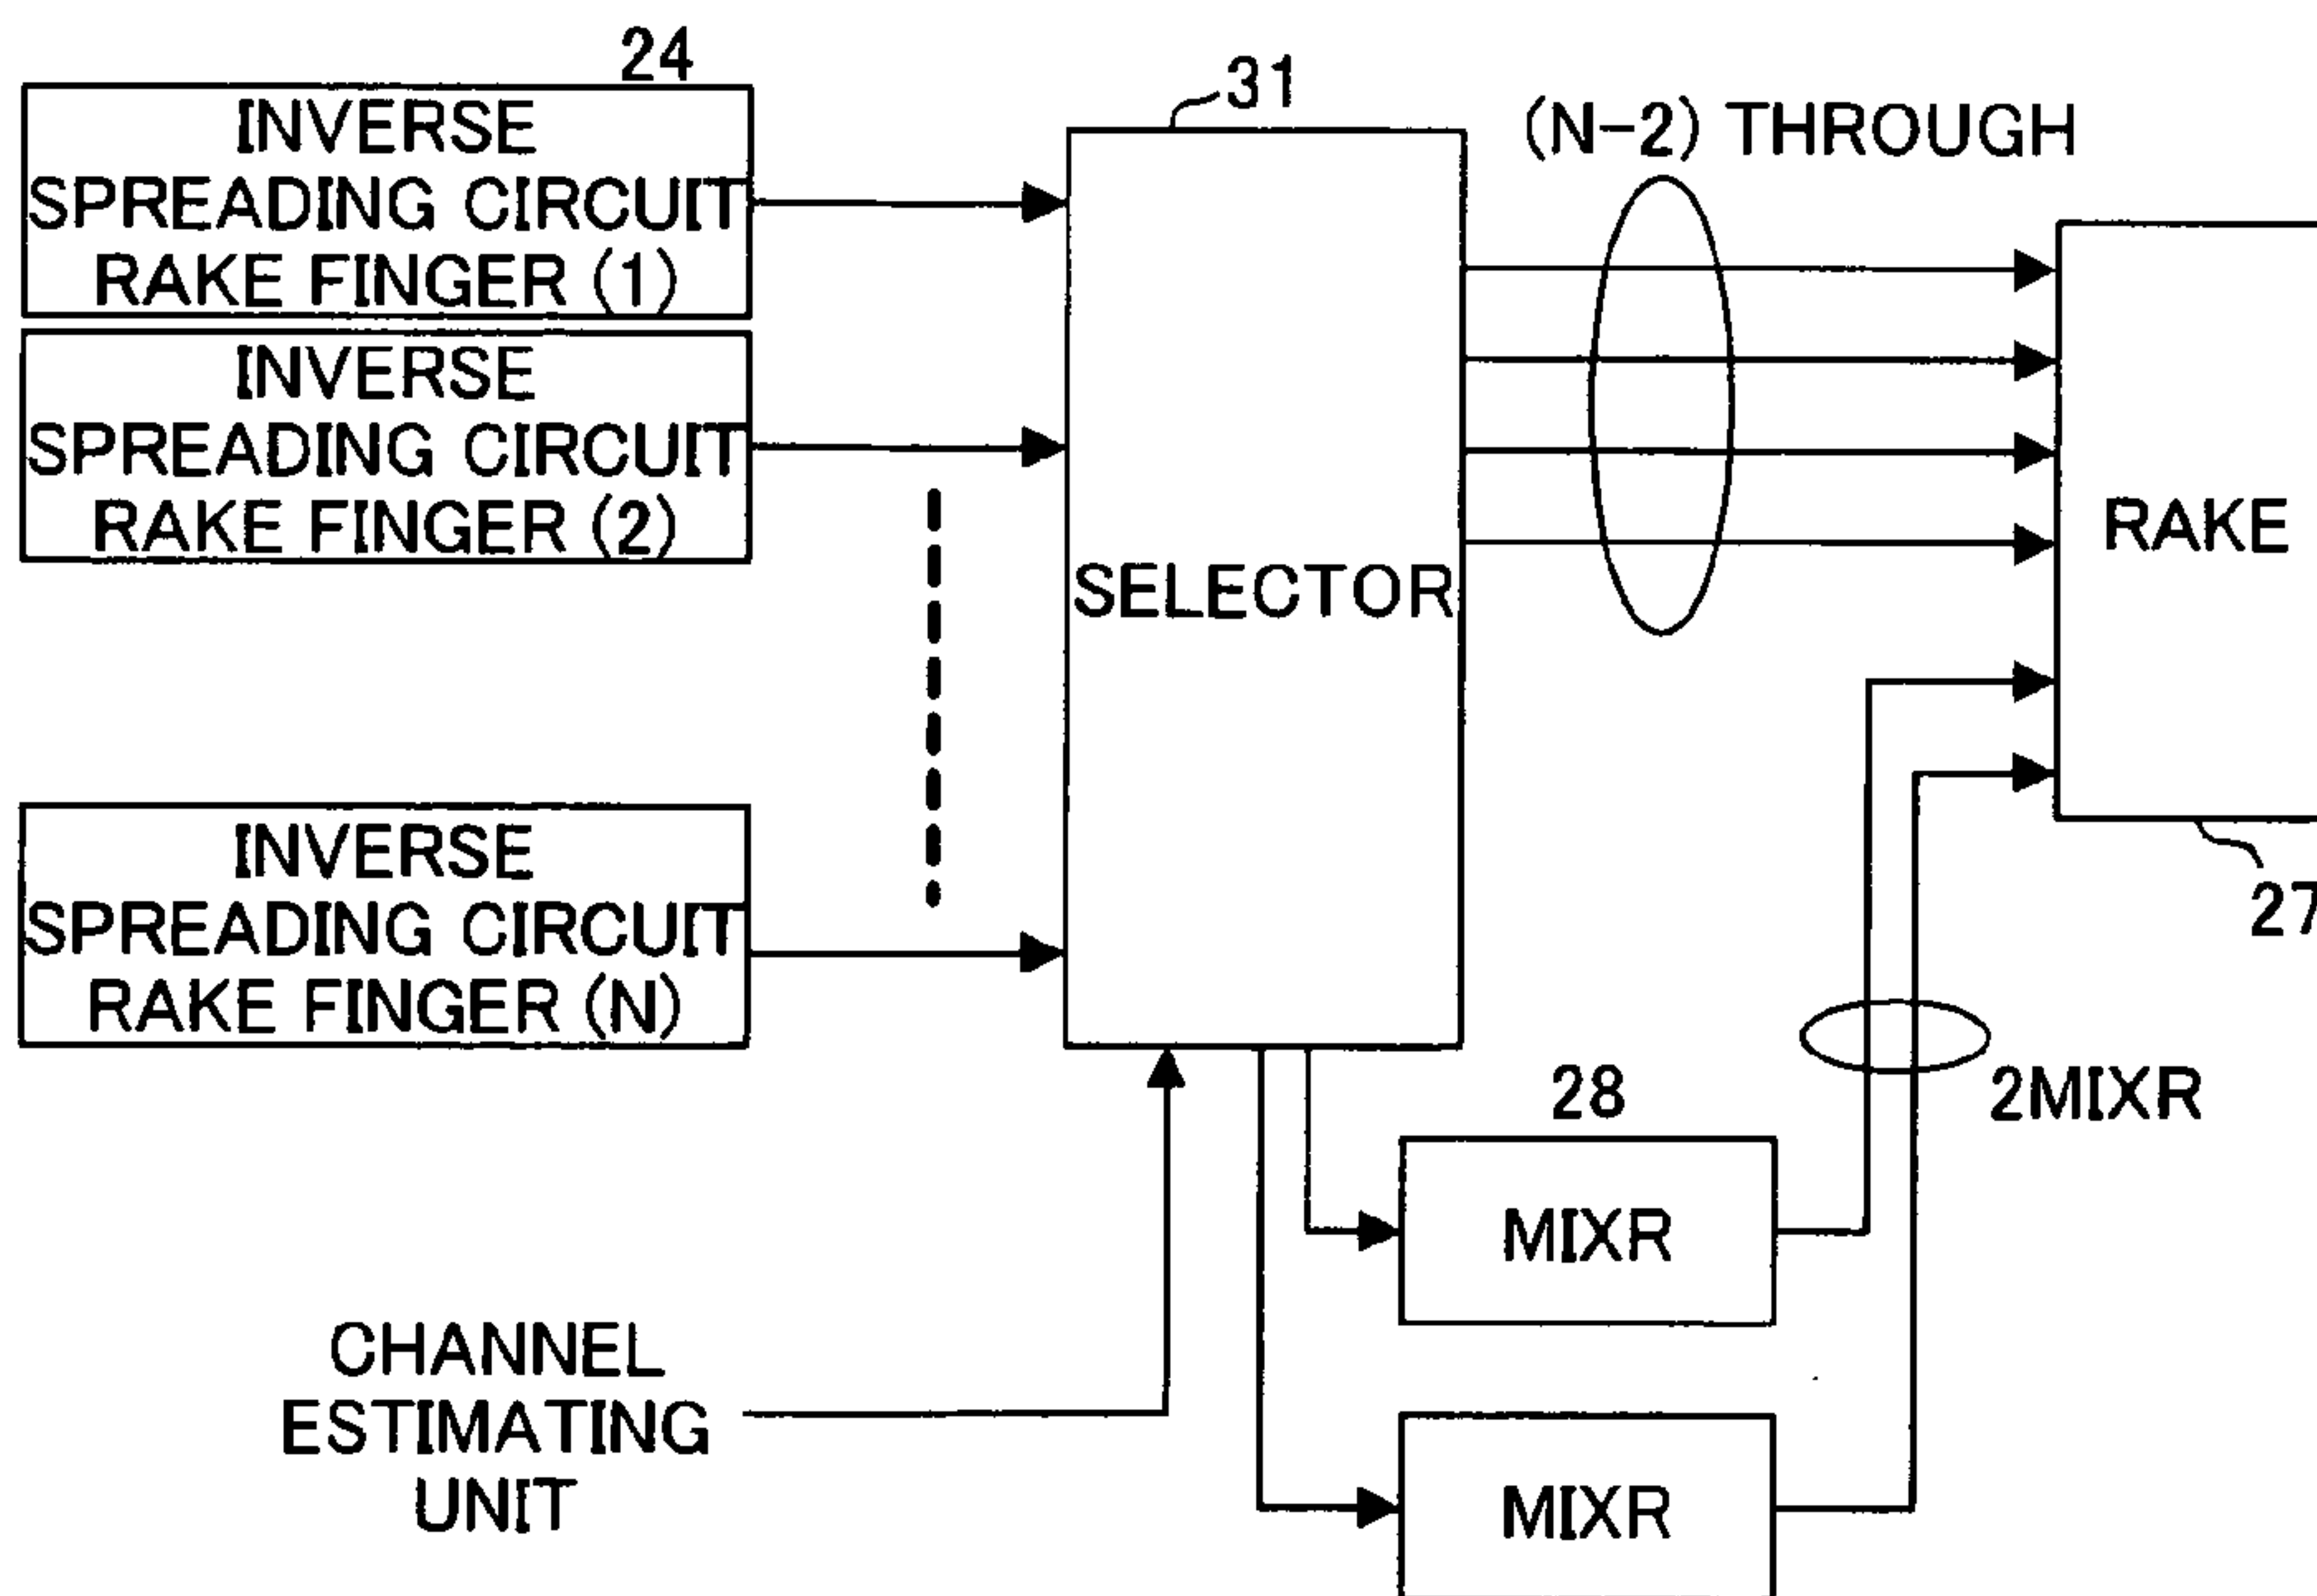 24
INVERSE
SPREADING CIRCUIT
RAKE FINGER (1)
INVERSE
SPREADING CIRCUIT
RAKE FINGER (2)
INVERSE
SPREADING CIRCUIT
RAKE FINGER (N)
CHANNEL
ESTIMATING
UNIT
31
SELECTOR
(N-2) THROUGH
RAKE
27
2MIXR
28
MIXR
MIXR